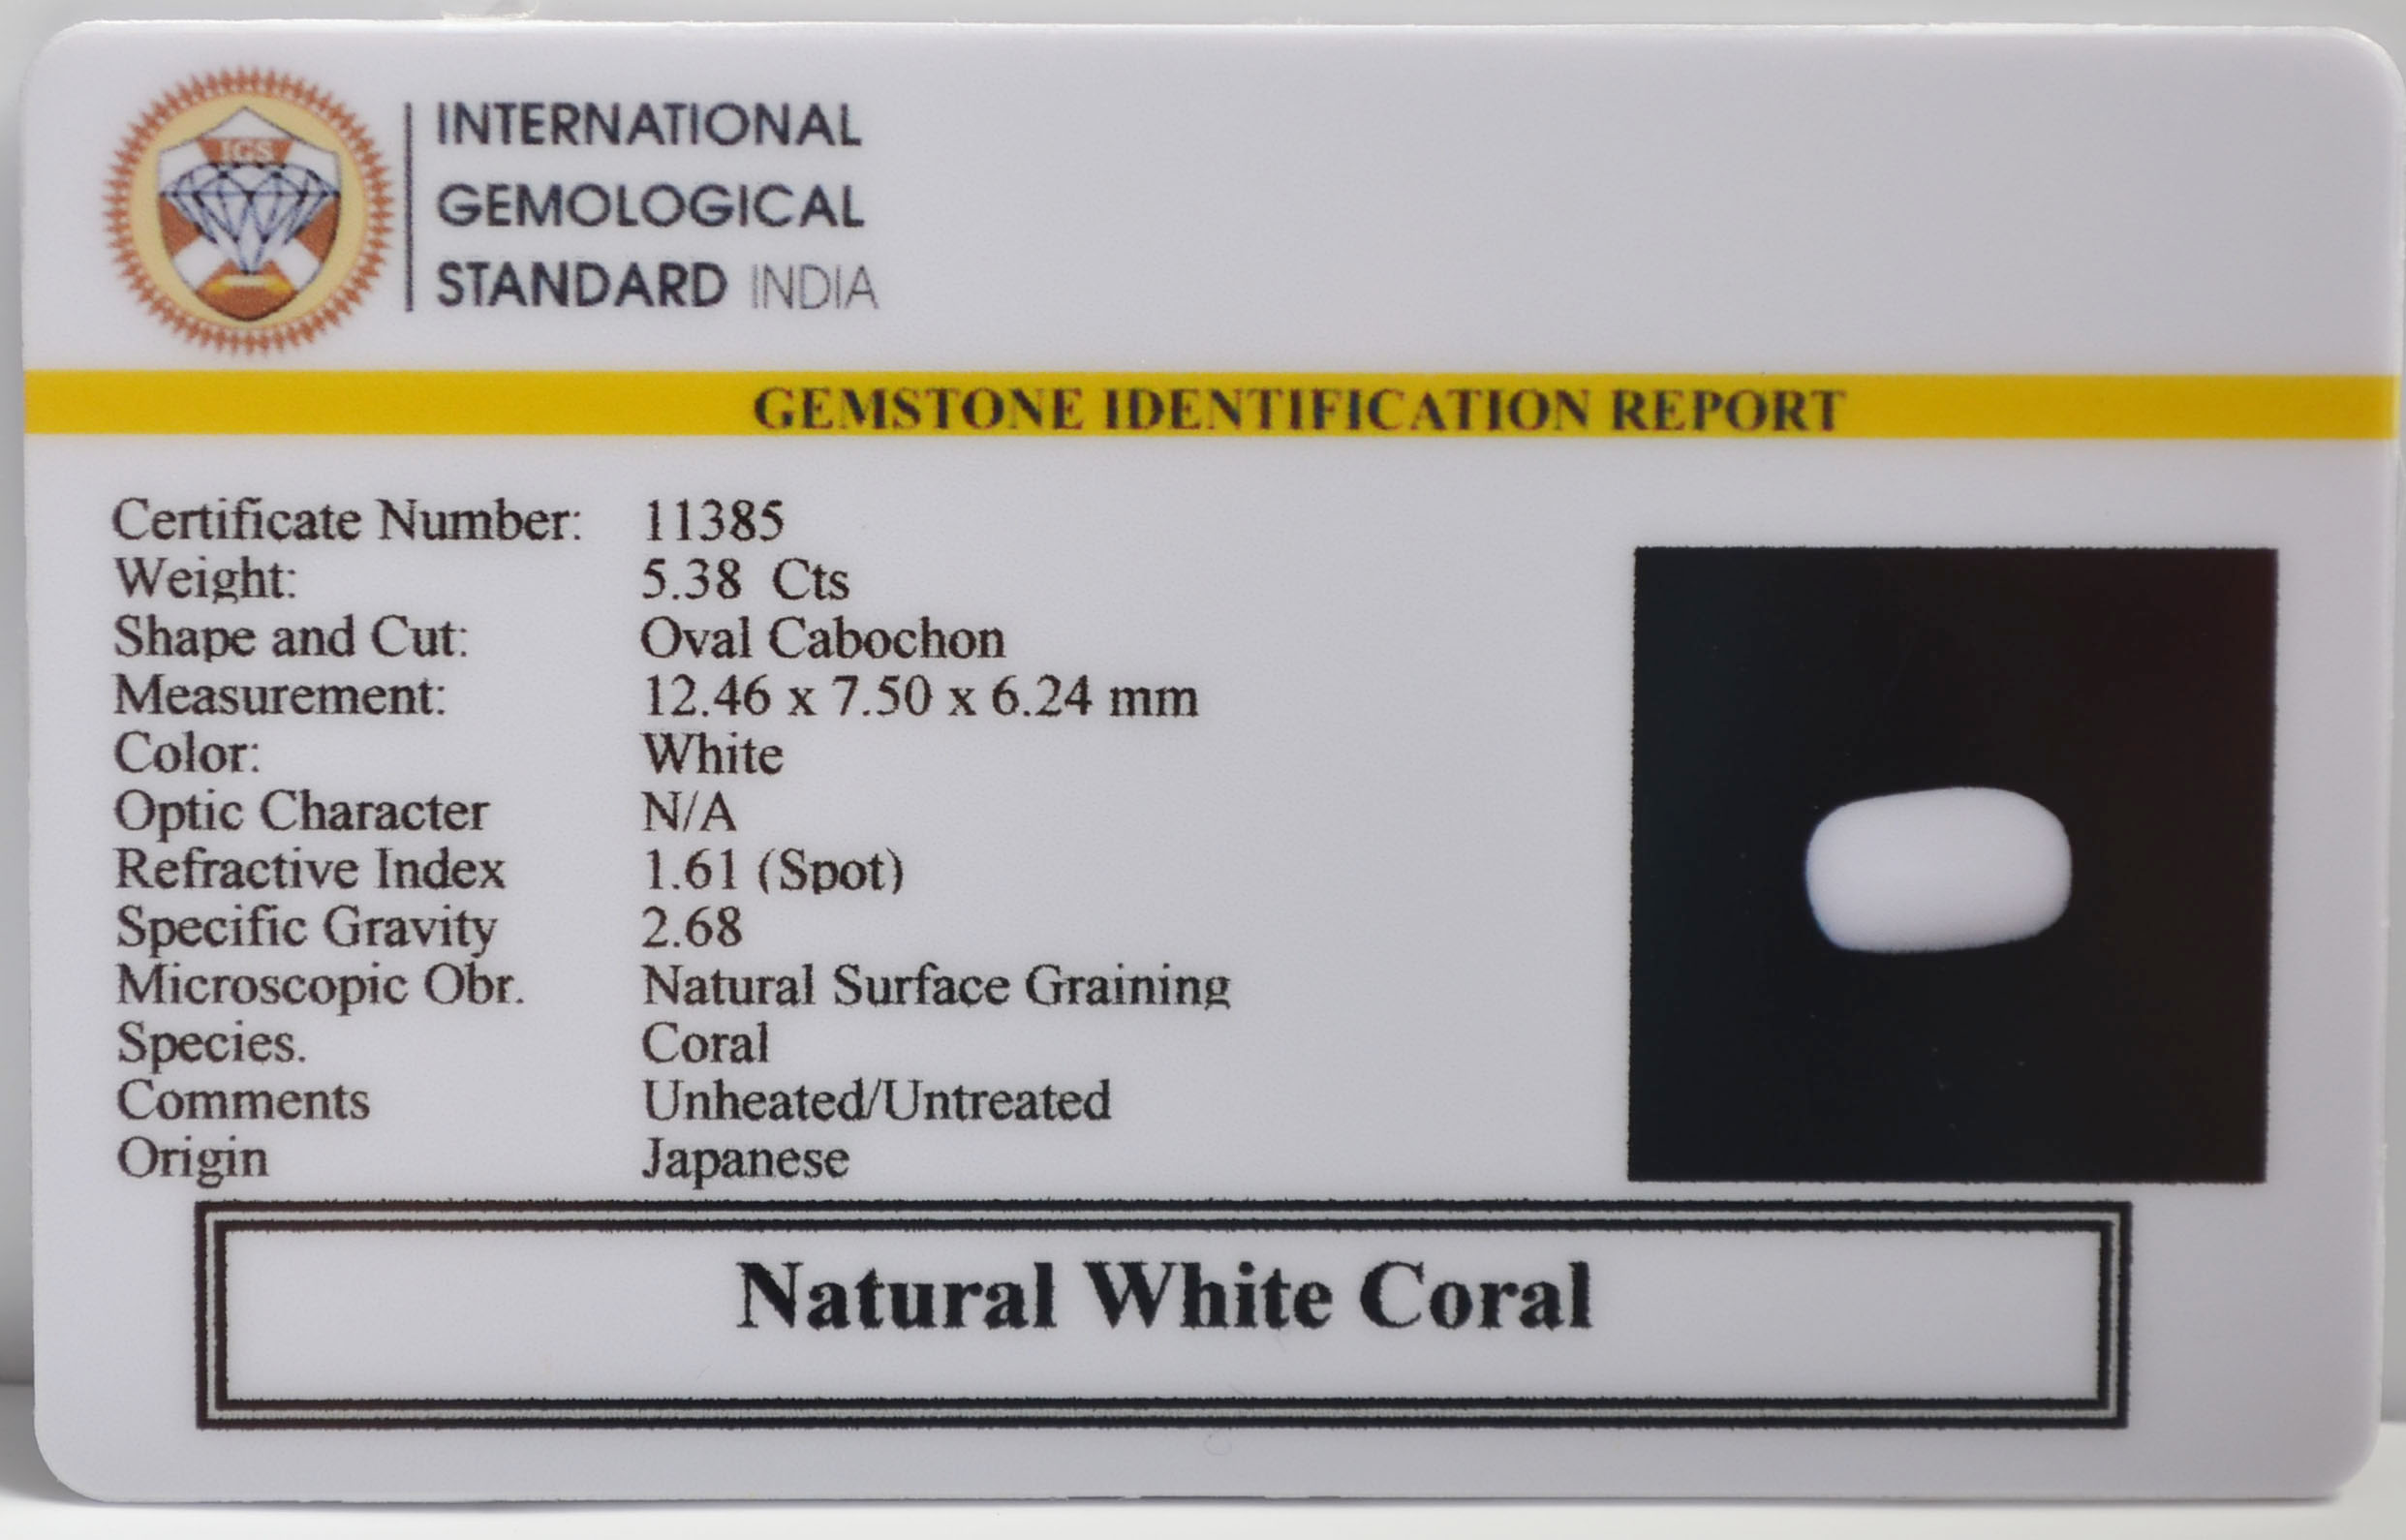 IGS
INTERNATIONAL
GEMOLOGICAL
STANDARD INDIA
GEMSTONE IDENTIFICATION REPORT
Certificate Number: 11385
Weight: 5.38 Cts
Shape and Cut: Oval Cabochon
Measurement: 12.46 x 7.50 x 6.24 mm
Color: White
Optic Character N/A
Refractive Index 1.61 (Spot)
Specific Gravity 2.68
Microscopic Obr. Natural Surface Graining
Species. Coral
Comments Unheated/Untreated
Origin Japanese
Natural White Coral